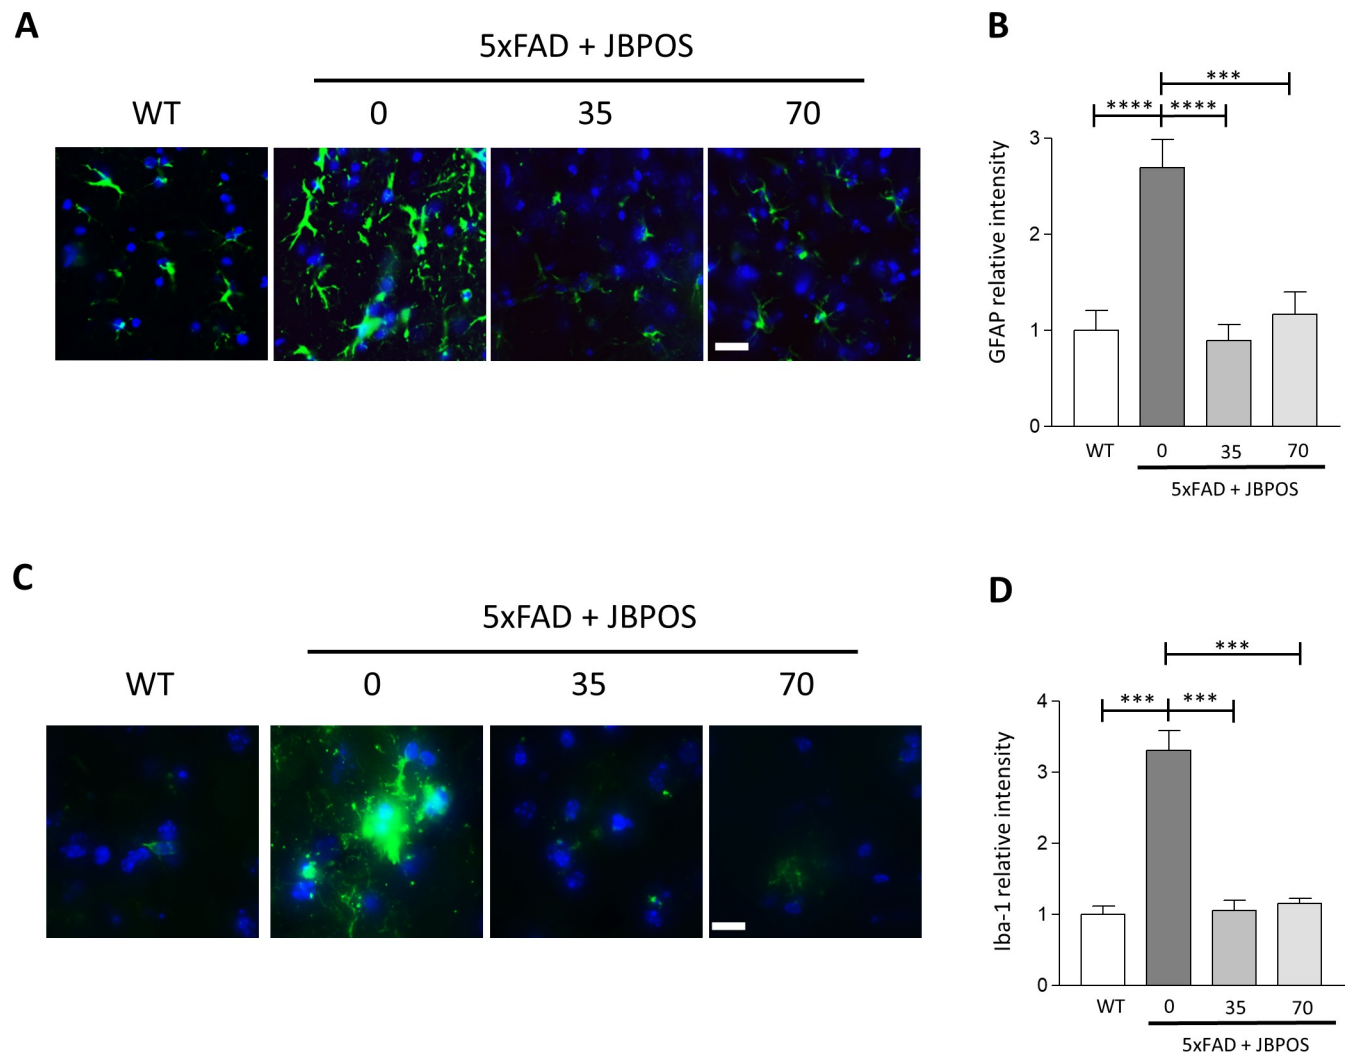 A
5xFAD + JBPOS
WT 0 35 70
B
***
**** ****
GFAP relative intensity
3
2
1
0
WT 0 35 70
5xFAD + JBPOS
C
5xFAD + JBPOS
WT 0 35 70
D
***
*** ***
Iba-1 relative intensity
4
3
2
1
0
WT 0 35 70
5xFAD + JBPOS